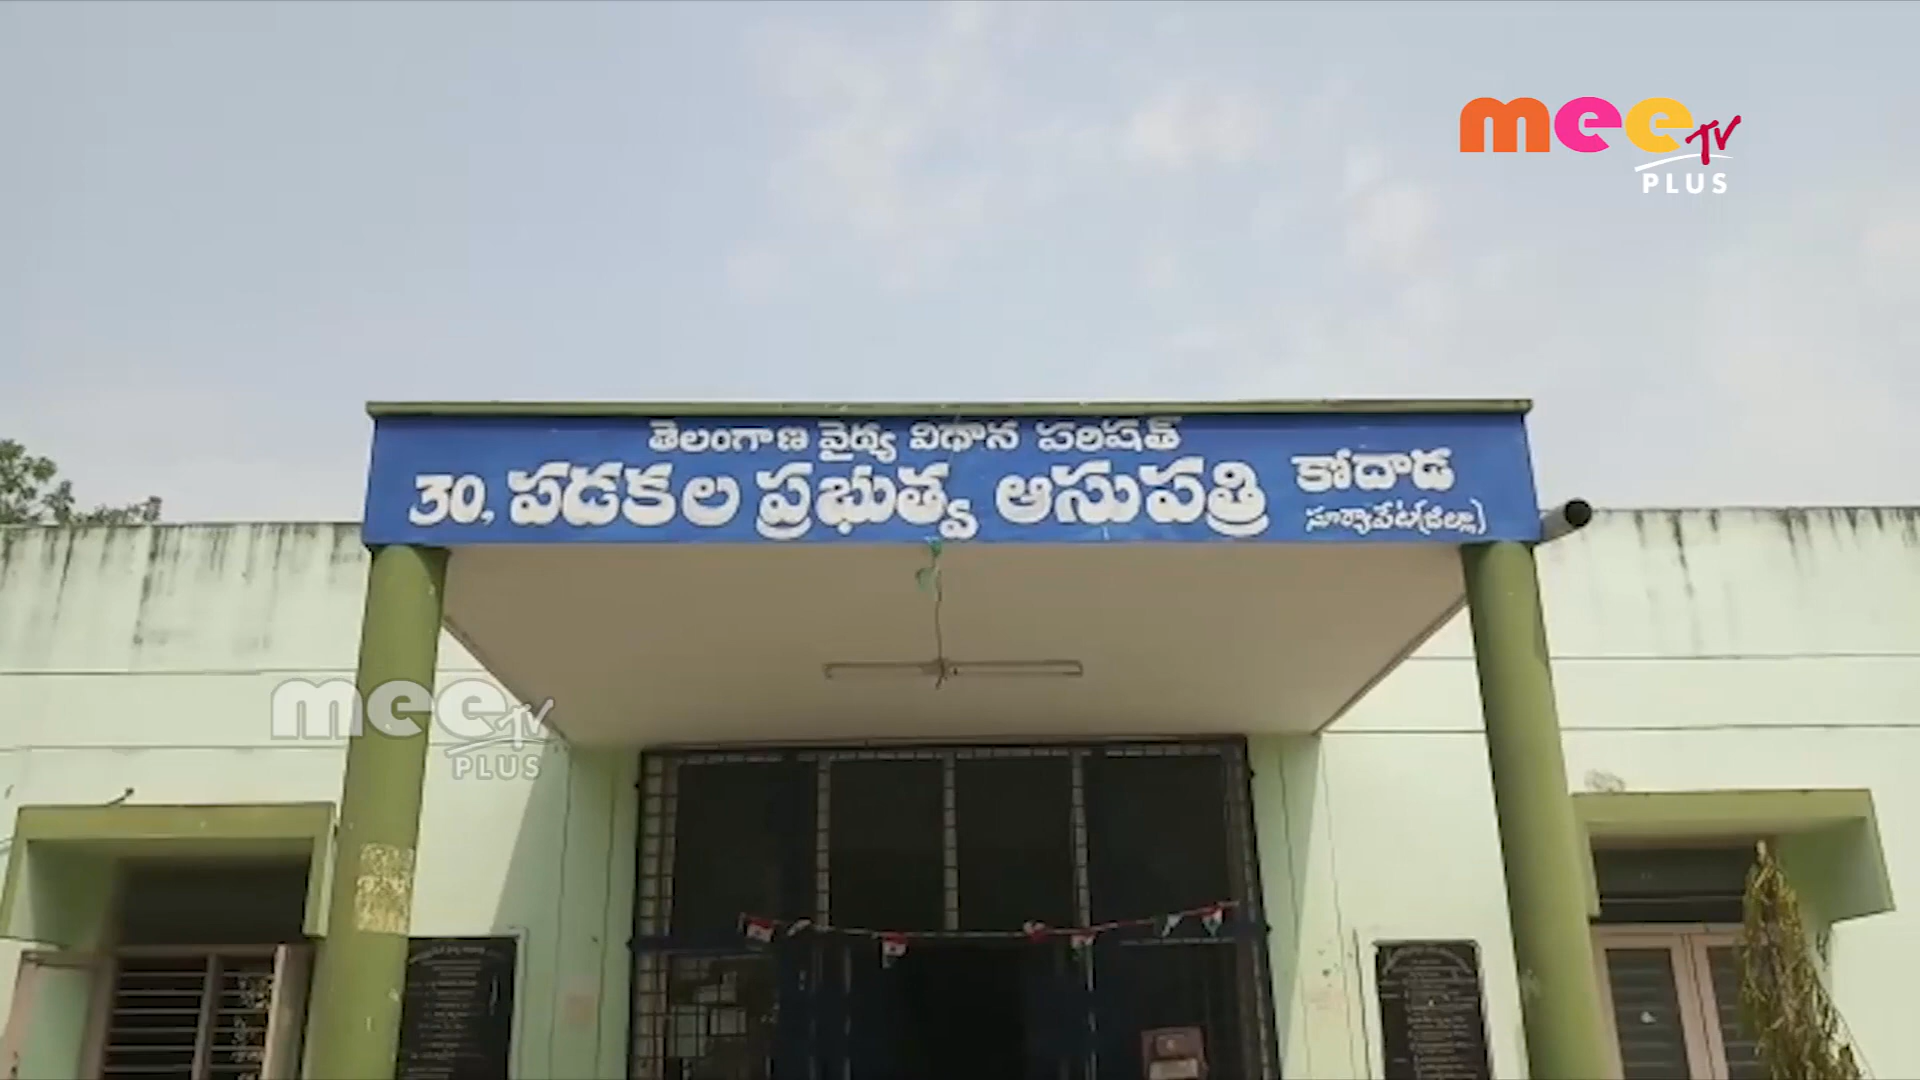 mee TV
PLUS
తెలంగాణ వైద్య విధాన పరిషత్
30, పడకల ప్రభుత్వ ఆసుపత్రి కోదాడ
సూర్యాపేట(జిల్లా)
mee TV
PLUS